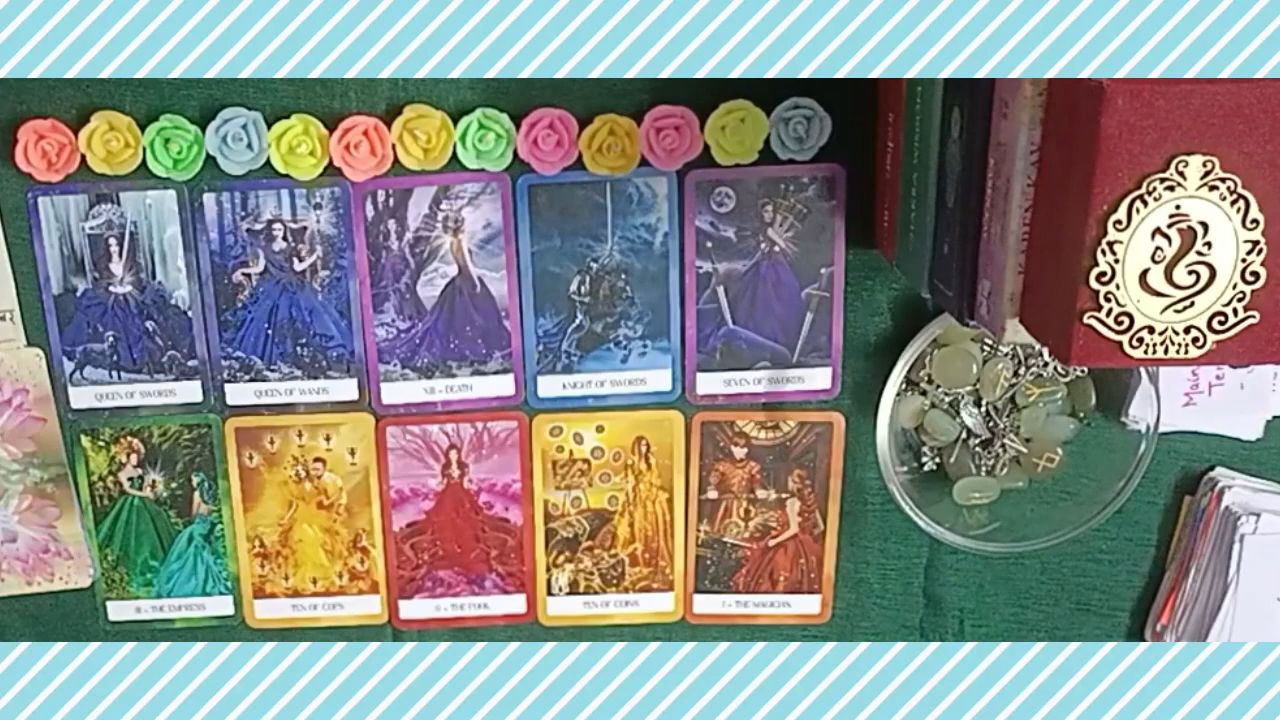 QUEEN OF SWORDS
QUEEN OF WANDS
XIII - DEATH
KNIGHT OF SWORDS
SEVEN OF SWORDS
III - THE EMPRESS
TEN OF CUPS
0 - THE FOOL
TEN OF COINS
I - THE MAGICIAN
Main